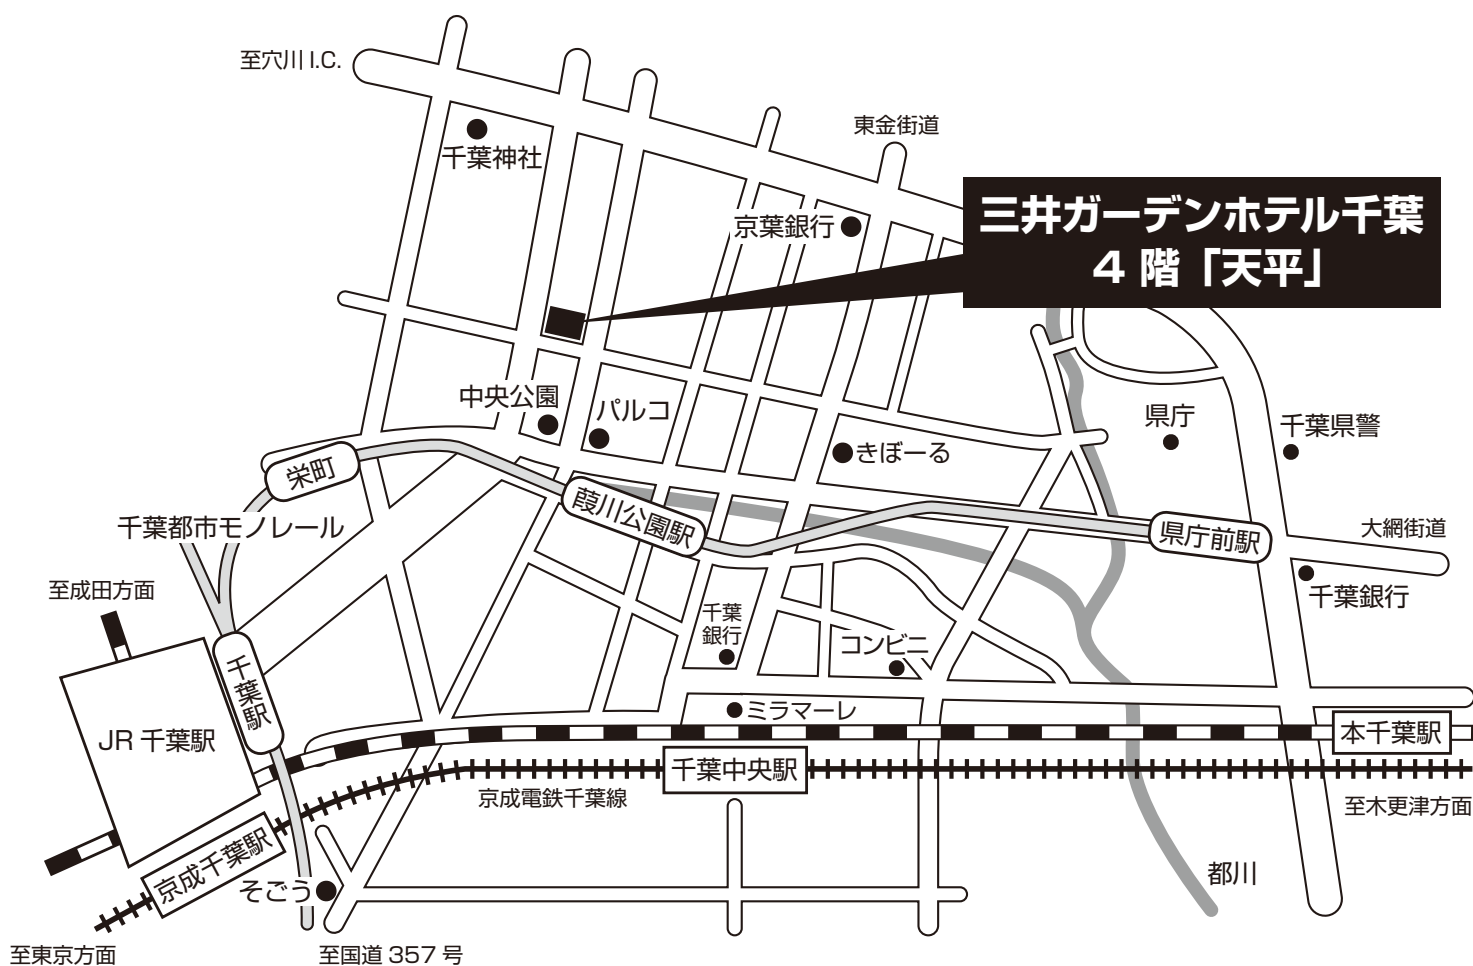 至穴川 I.C.
東金街道
千葉神社
三井ガーデンホテル千葉
4 階「天平」
京葉銀行
中央公園
パルコ
県庁
千葉県警
きぼーる
栄町
葭川公園駅
千葉都市モノレール
県庁前駅
大網街道
至成田方面
千葉銀行
千葉
銀行
コンビニ
千葉駅
JR 千葉駅
ミラマーレ
本千葉駅
千葉中央駅
京成電鉄千葉線
至木更津方面
京成千葉駅
そごう
都川
至東京方面
至国道 357 号